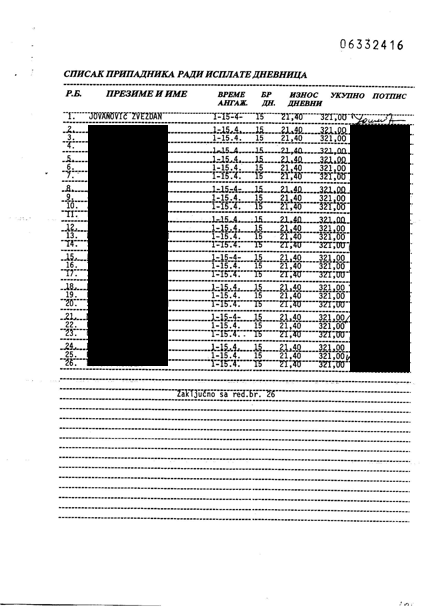 06332416
СПИСАК ПРИПАДНИКА РАДИ ИСПЛАТЕ ДНЕВНИЦА
Р.Б. ПРЕЗИМЕ И ИМЕ ВРЕМЕ БР ИЗНОС УКУПНО ПОТПИС
АНГАЖ. ДН. ДНЕВНИ
1. JOVANOVIĆ ZVEZDAN 1-15-4- 15 21,40 321,00
2. 1-15.4. 15 21,40 321,00
3. 1-15.4. 15 21,40 321,00
4. 1-15.4 15 21,40 321,00
5. 1-15.4. 15 21,40 321,00
6. 1-15.4. 15 21,40 321,00
7. 1-15.4. 15 21,40 321,00
8. 1-15-4- 15 21,40 321,00
9. 1-15.4. 15 21,40 321,00
10. 1-15.4. 15 21,40 321,00
11. 1-15.4. 15 21,40 321,00
12. 1-15.4. 15 21,40 321,00
13. 1-15.4. 15 21,40 321,00
14. 1-15.4. 15 21,40 321,00
15. 1-15-4- 15 21,40 321,00
16. 1-15.4. 15 21,40 321,00
17. 1-15.4. 15 21,40 321,00
18. 1-15.4. 15 21,40 321,00
19. 1-15.4. 15 21,40 321,00
20. 1-15.4. 15 21,40 321,00
21. 1-15-4- 15 21,40 321,00
22. 1-15.4. 15 21,40 321,00
23. 1-15.4. 15 21,40 321,00
24. 1-15.4. 15 21,40 321,00
25. 1-15.4. 15 21,40 321,00
26. 1-15.4. 15 21,40 321,00
Zaključno sa red.br. 26